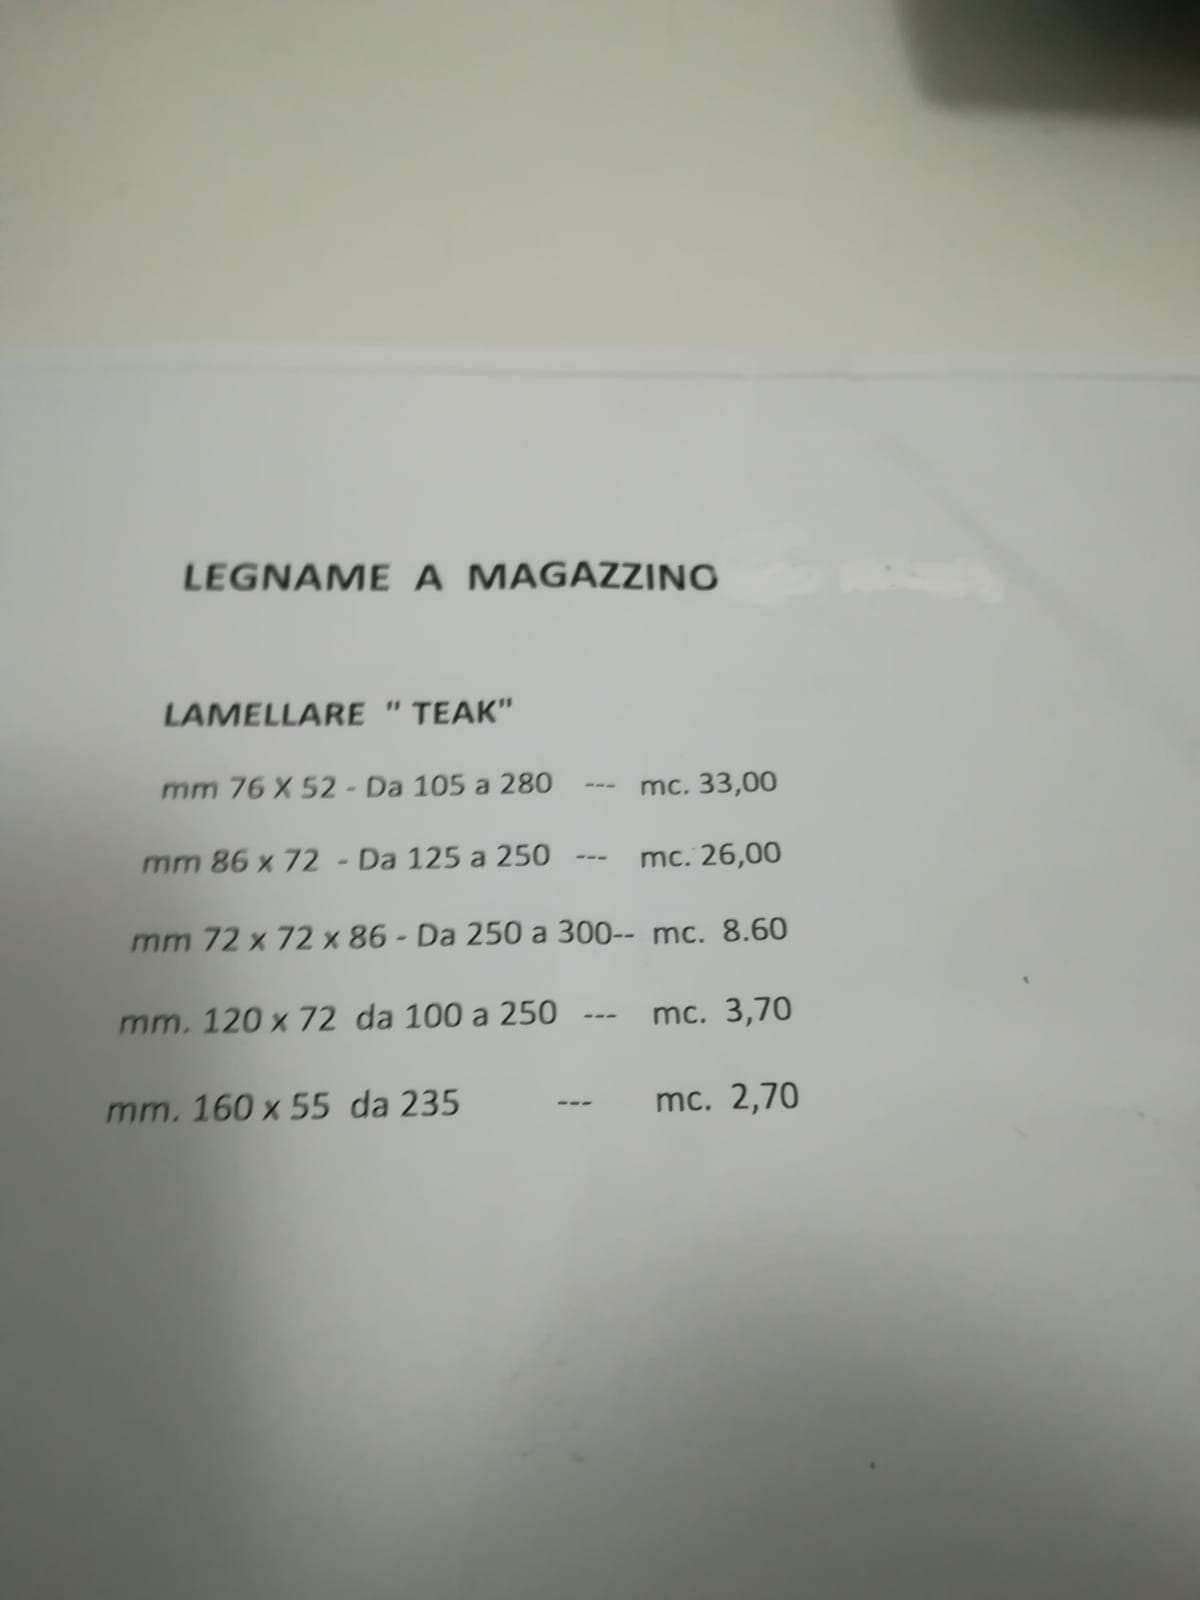 LEGNAME A MAGAZZINO
LAMELLARE " TEAK"
mm 76 X 52 - Da 105 a 280 --- mc. 33,00
mm 86 x 72 - Da 125 a 250 --- mc. 26,00
mm 72 x 72 x 86 - Da 250 a 300-- mc. 8.60
mm. 120 x 72 da 100 a 250 --- mc. 3,70
mm. 160 x 55 da 235 --- mc. 2,70